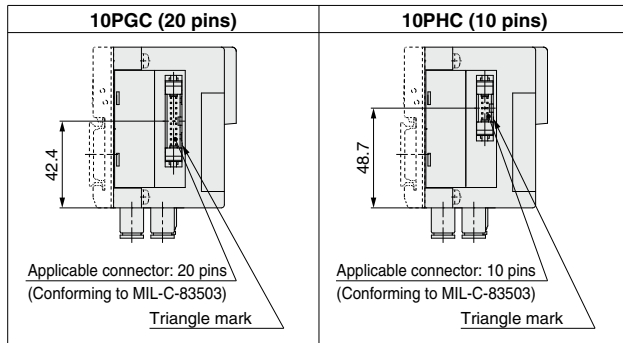 10PGC (20 pins)
42.4
Applicable connector: 20 pins
(Conforming to MIL-C-83503)
Triangle mark
10PHC (10 pins)
48.7
Applicable connector: 10 pins
(Conforming to MIL-C-83503)
Triangle mark